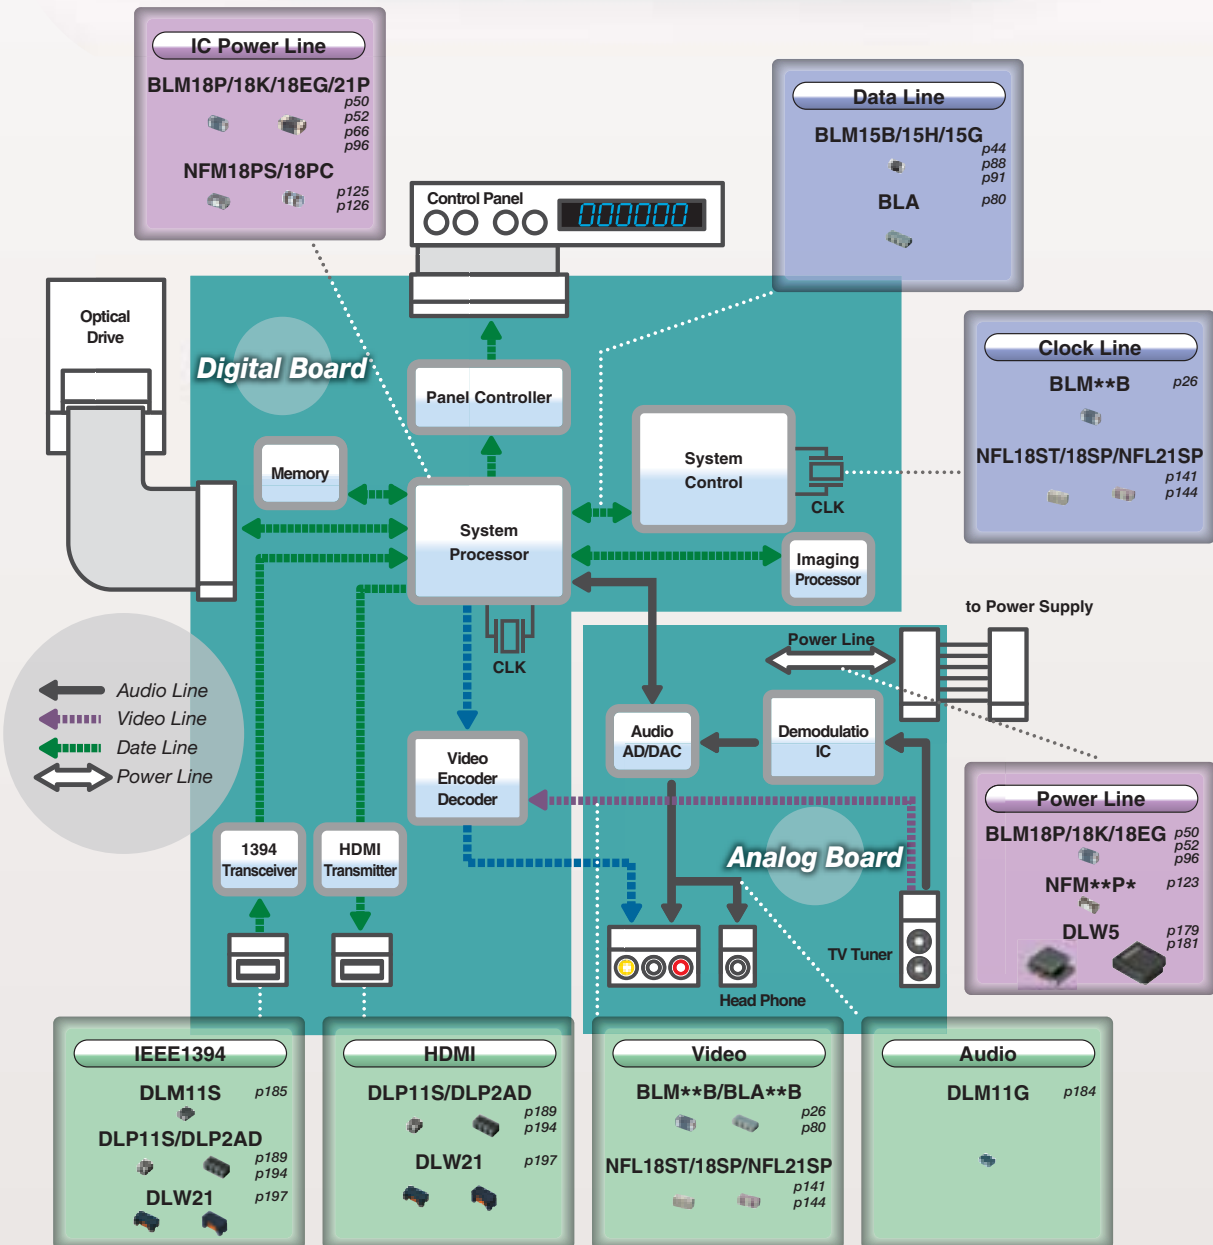 IC Power Line
BLM18P/18K/18EG/21P
p50
p52
p66
p96
NFM18PS/18PC
p125
p126
Data Line
BLM15B/15H/15G
p44
p88
p91
BLA
p80
Control Panel
000000
Optical
Drive
Digital Board
Panel Controller
Clock Line
BLM**B
p26
NFL18ST/18SP/NFL21SP
p141
p144
Memory
System
Control
CLK
System
Processor
Imaging
Processor
CLK
to Power Supply
Power Line
Audio Line
Video Line
Date Line
Power Line
Audio
AD/DAC
Demodulatio
IC
Video
Encoder
Decoder
1394
Transceiver
HDMI
Transmitter
Analog Board
TV Tuner
Head Phone
Power Line
BLM18P/18K/18EG
p50
p52
p96
NFM**P*
p123
DLW5
p179
p181
IEEE1394
DLM11S
p185
DLP11S/DLP2AD
p189
p194
DLW21
p197
HDMI
DLP11S/DLP2AD
p189
p194
DLW21
p197
Video
BLM**B/BLA**B
p26
p80
NFL18ST/18SP/NFL21SP
p141
p144
Audio
DLM11G
p184